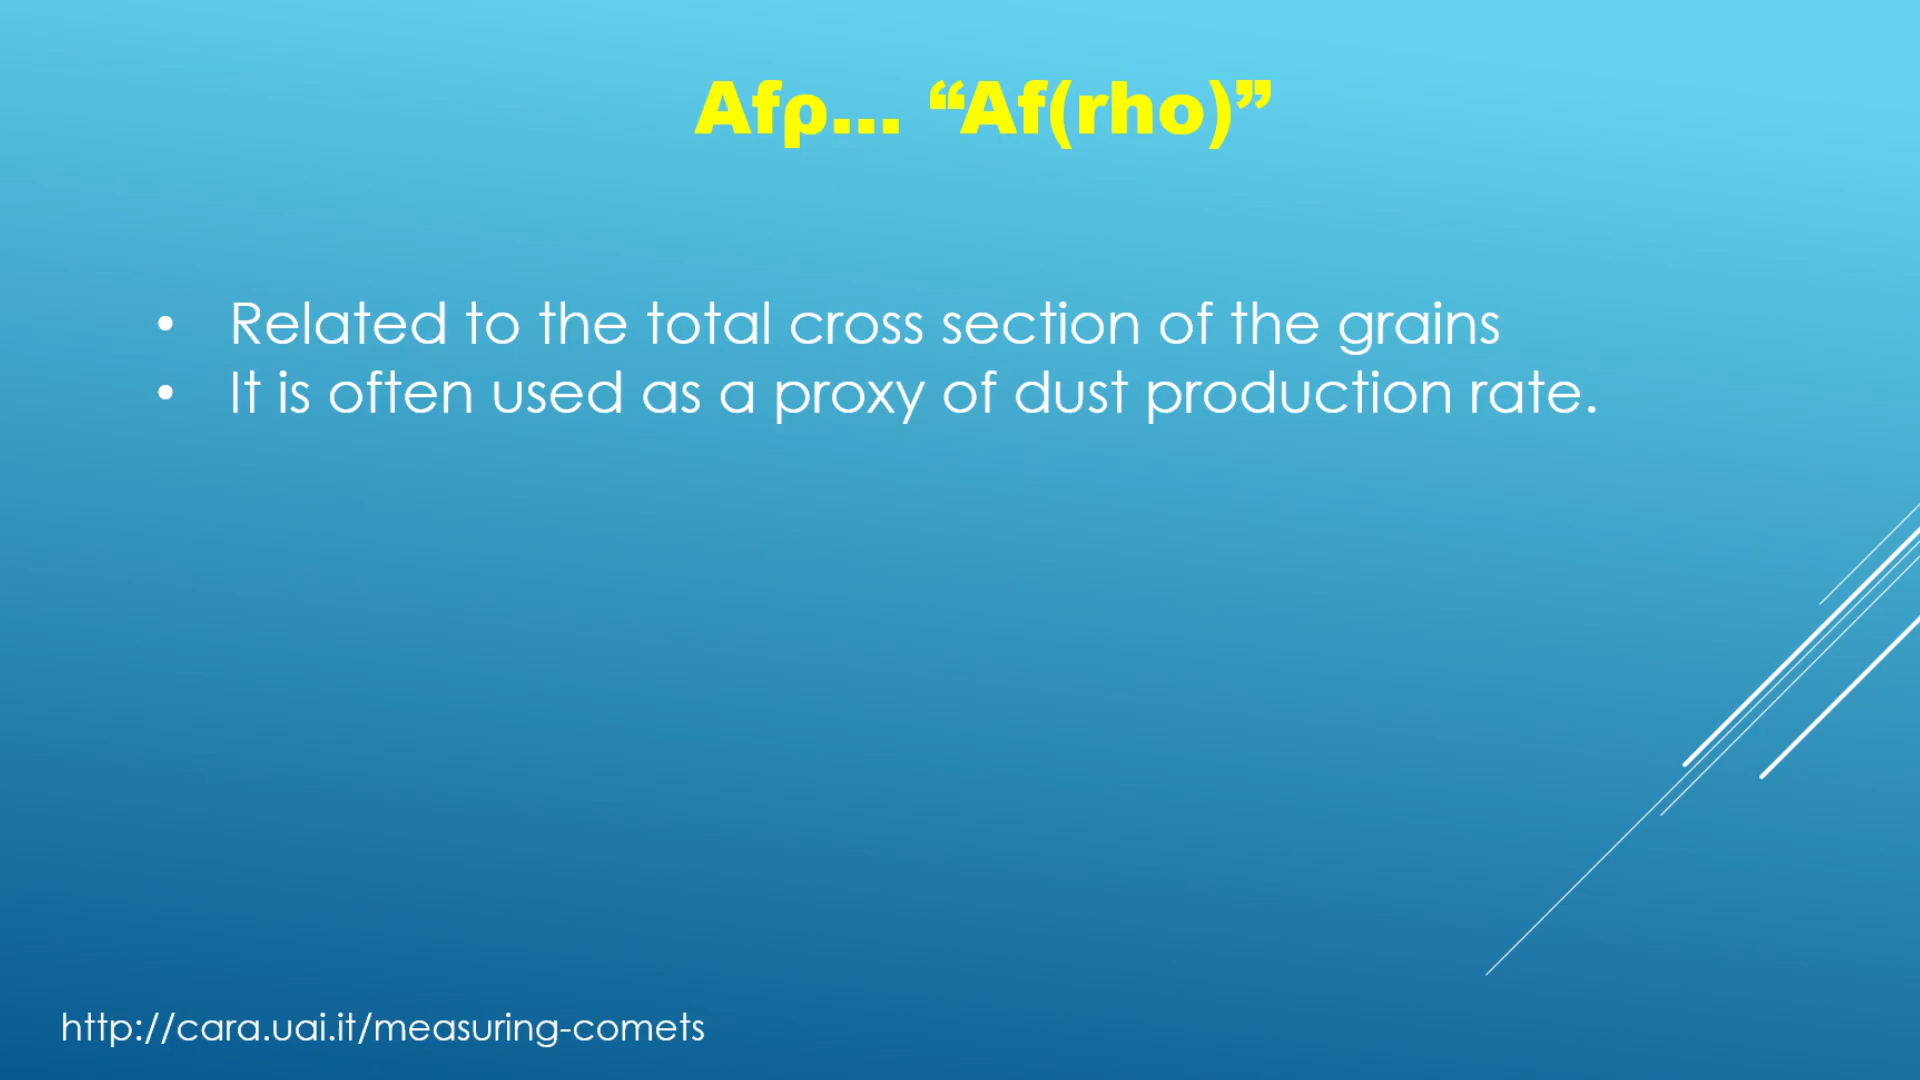 Afρ... “Af(rho)”
• Related to the total cross section of the grains
• It is often used as a proxy of dust production rate.
http://cara.uai.it/measuring-comets